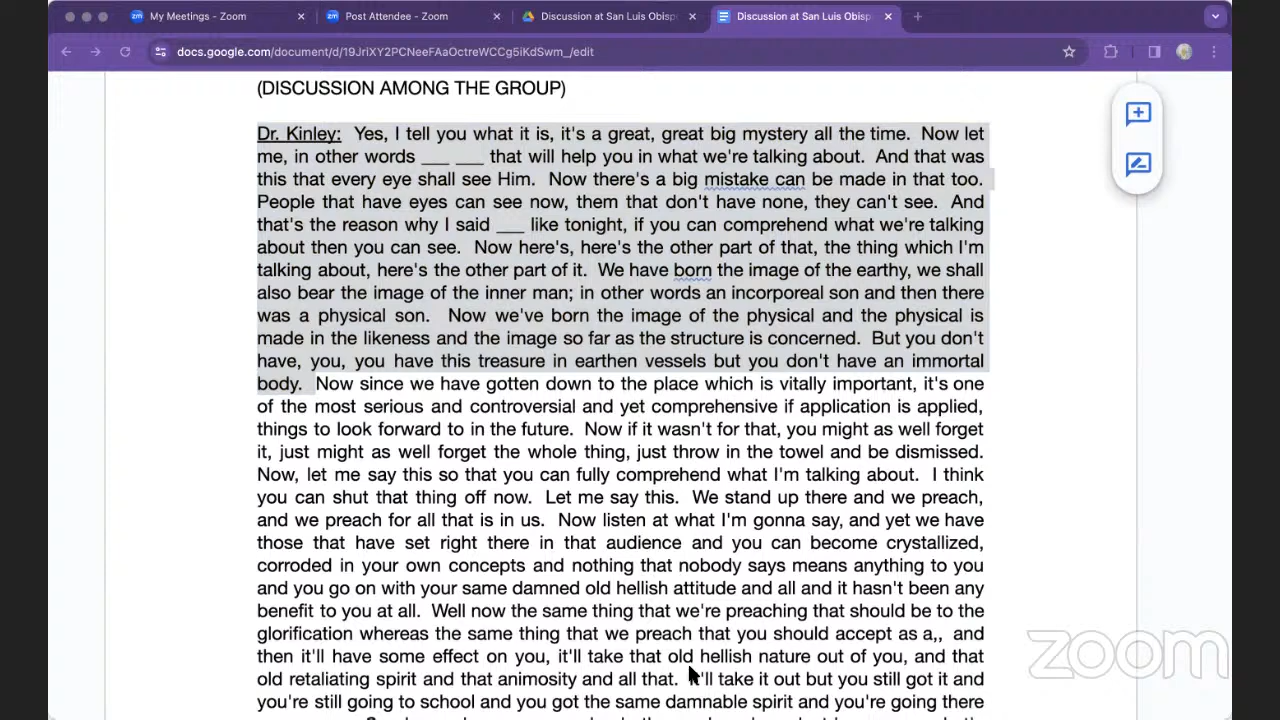 My Meetings - Zoom
Post Attendee - Zoom
Discussion at San Luis Obisp
Discussion at San Luis Obisp
docs.google.com/document/d/19JriXY2PCNeeFAaOctreWCCg5iKdSwm_/edit
(DISCUSSION AMONG THE GROUP)
Dr. Kinley: Yes, I tell you what it is, it's a great, great big mystery all the time. Now let
me, in other words ___ ___ that will help you in what we're talking about. And that was
this that every eye shall see Him. Now there's a big mistake can be made in that too.
People that have eyes can see now, them that don't have none, they can't see. And
that's the reason why I said ___ like tonight, if you can comprehend what we're talking
about then you can see. Now here's, here's the other part of that, the thing which I'm
talking about, here's the other part of it. We have born the image of the earthy, we shall
also bear the image of the inner man; in other words an incorporeal son and then there
was a physical son. Now we've born the image of the physical and the physical is
made in the likeness and the image so far as the structure is concerned. But you don't
have, you, you have this treasure in earthen vessels but you don't have an immortal
body. Now since we have gotten down to the place which is vitally important, it's one
of the most serious and controversial and yet comprehensive if application is applied,
things to look forward to in the future. Now if it wasn't for that, you might as well forget
it, just might as well forget the whole thing, just throw in the towel and be dismissed.
Now, let me say this so that you can fully comprehend what I'm talking about. I think
you can shut that thing off now. Let me say this. We stand up there and we preach,
and we preach for all that is in us. Now listen at what I'm gonna say, and yet we have
those that have set right there in that audience and you can become crystallized,
corroded in your own concepts and nothing that nobody says means anything to you
and you go on with your same damned old hellish attitude and all and it hasn't been any
benefit to you at all. Well now the same thing that we're preaching that should be to the
glorification whereas the same thing that we preach that you should accept as a,, and
then it'll have some effect on you, it'll take that old hellish nature out of you, and that
old retaliating spirit and that animosity and all that. It'll take it out but you still got it and
you're still going to school and you got the same damnable spirit and you're going there
zoom